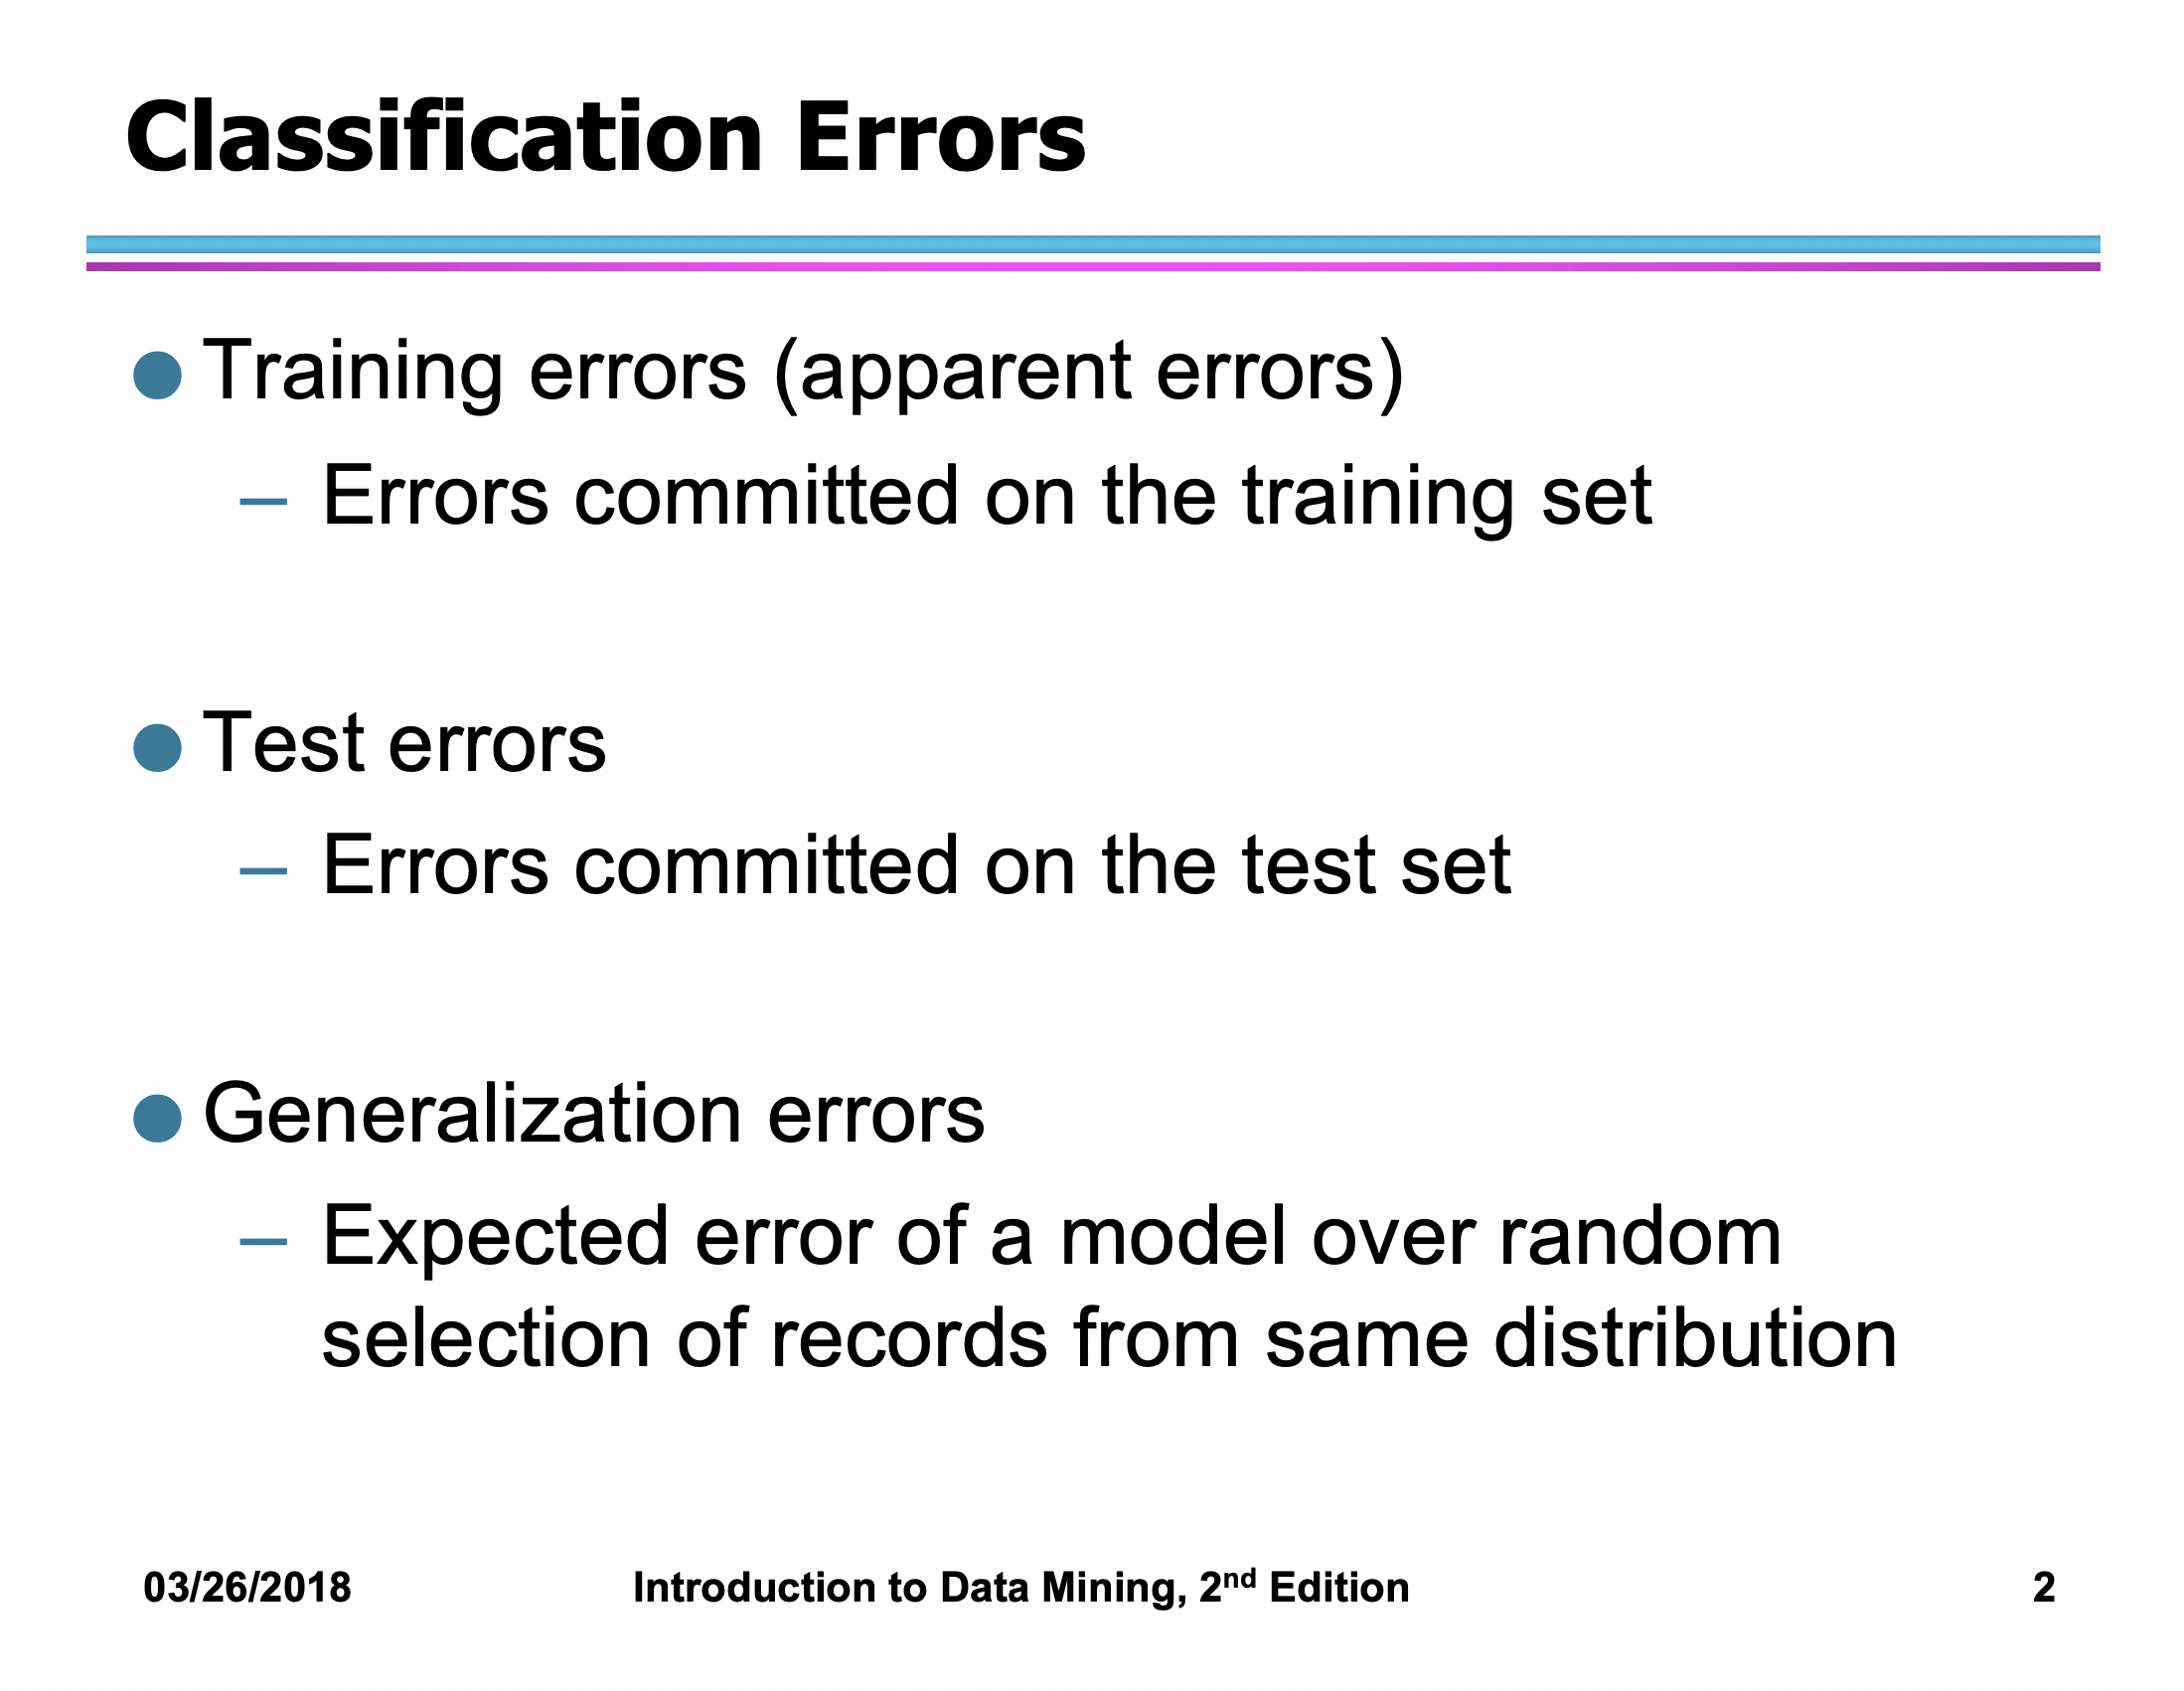 Classification Errors
● Training errors (apparent errors)
– Errors committed on the training set
● Test errors
– Errors committed on the test set
● Generalization errors
– Expected error of a model over random
selection of records from same distribution
03/26/2018 Introduction to Data Mining, 2nd Edition 2